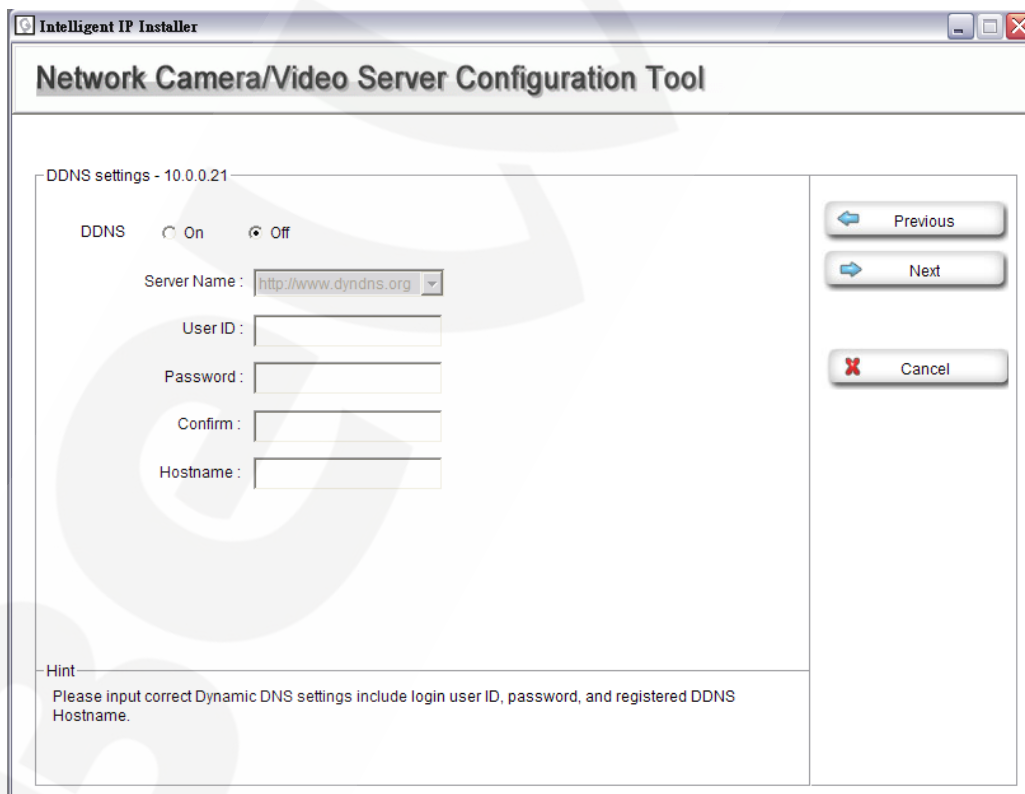 Intelligent IP Installer
Network Camera/Video Server Configuration Tool
DDNS settings - 10.0.0.21
DDNS On Off
Server Name : http://www.dyndns.org
User ID :
Password :
Confirm :
Hostname :
Previous
Next
Cancel
Hint
Please input correct Dynamic DNS settings include login user ID, password, and registered DDNS
Hostname.